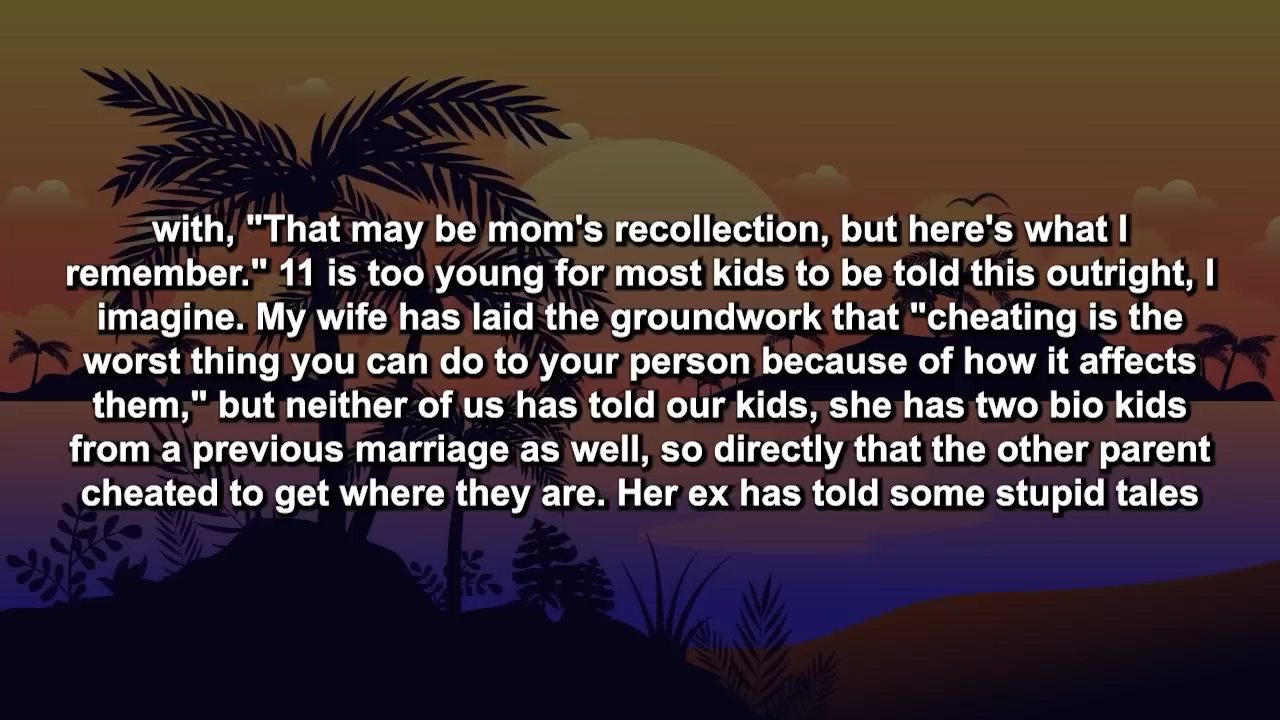 with, "That may be mom's recollection, but here's what I
remember." 11 is too young for most kids to be told this outright, I
imagine. My wife has laid the groundwork that "cheating is the
worst thing you can do to your person because of how it affects
them," but neither of us has told our kids, she has two bio kids
from a previous marriage as well, so directly that the other parent
cheated to get where they are. Her ex has told some stupid tales